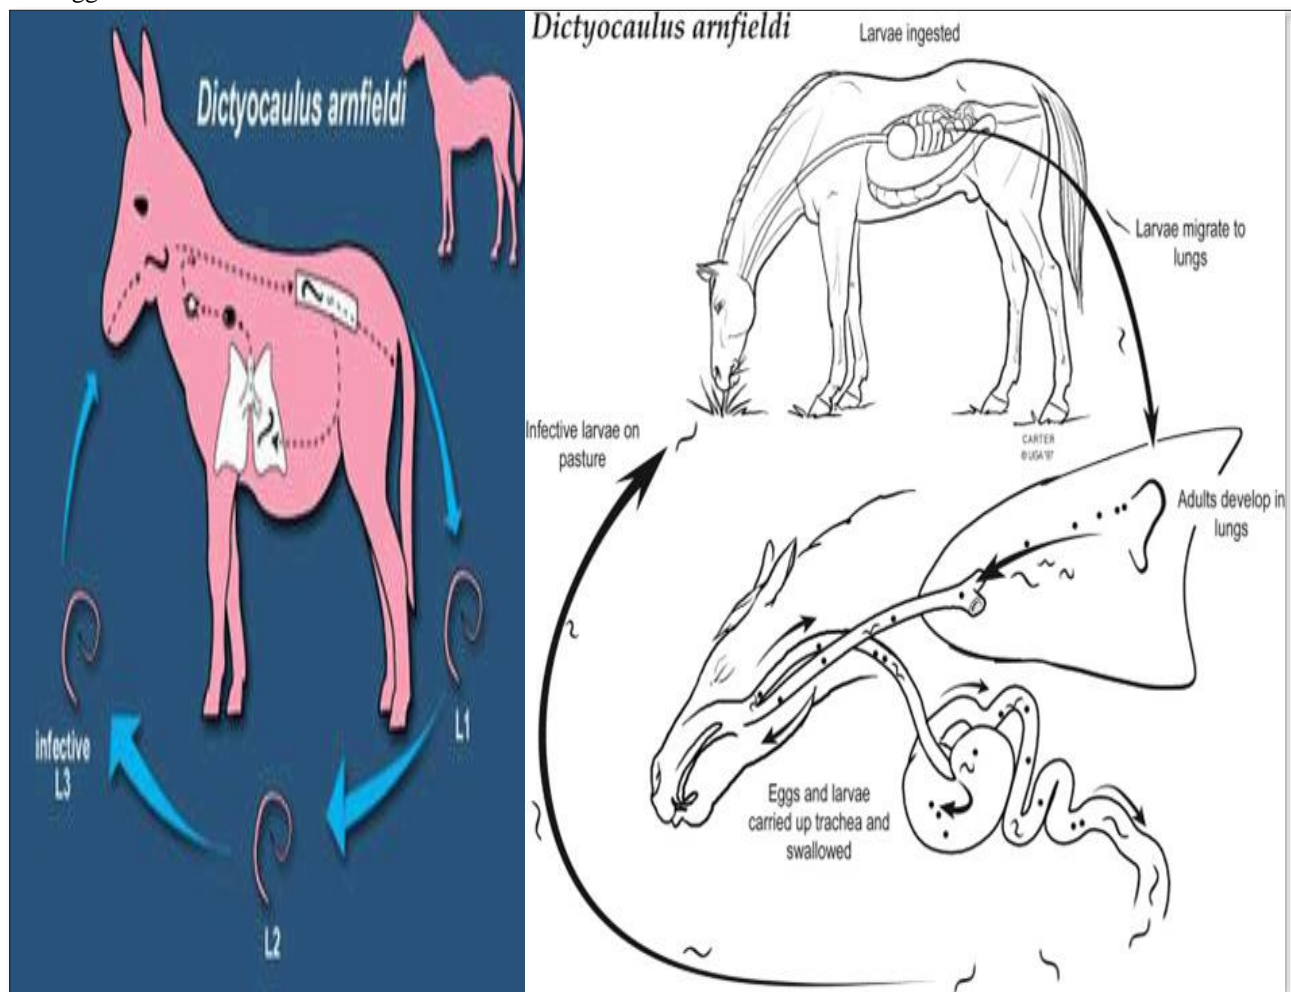 Dictyocaulus arnfieldi
L1
L2
infective
L3
Dictyocaulus arnfieldi
Larvae ingested
Larvae migrate to
lungs
Infective larvae on
pasture
CARTER
© UGA '97
Adults develop in
lungs
Eggs and larvae
carried up trachea and
swallowed